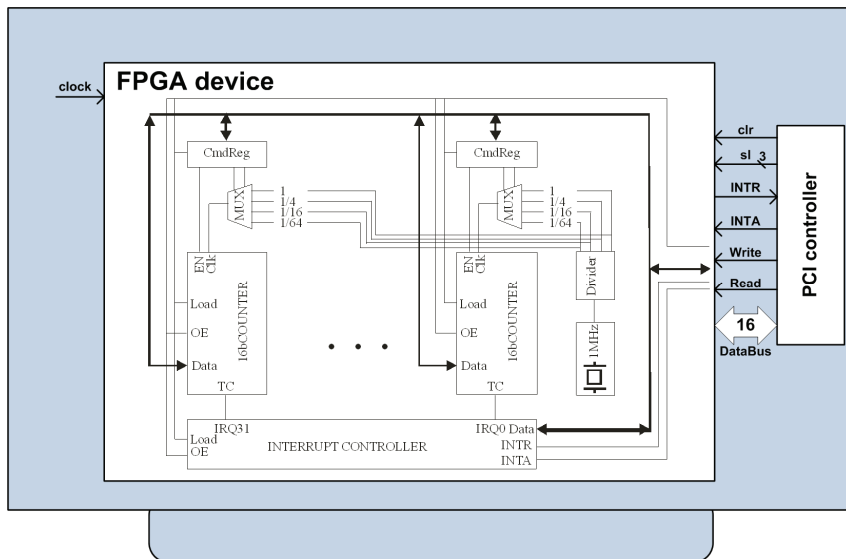 FPGA device
clock
CmdReg
MUX
1
1/4
1/16
1/64
EN
Clk
Load
OE
Data
16bCOUNTER
TC
CmdReg
MUX
1
1/4
1/16
1/64
EN
Clk
Load
OE
Data
16bCOUNTER
TC
Divider
1MHz
IRQ31
IRQ0 Data
Load
OE
INTERRUPT CONTROLLER
INTR
INTA
clr
sl 3
INTR
INTA
Write
Read
16
DataBus
PCI controller